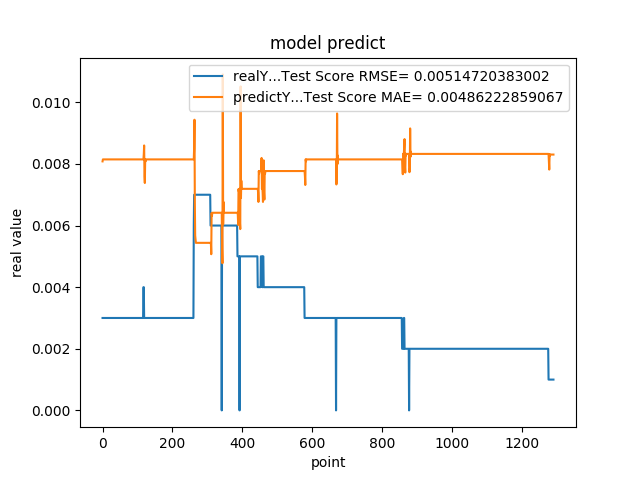 model predict
realY...Test Score RMSE= 0.00514720383002
predictY...Test Score MAE= 0.00486222859067
real value
0.010
0.008
0.006
0.004
0.002
0.000
0 200 400 600 800 1000 1200
point